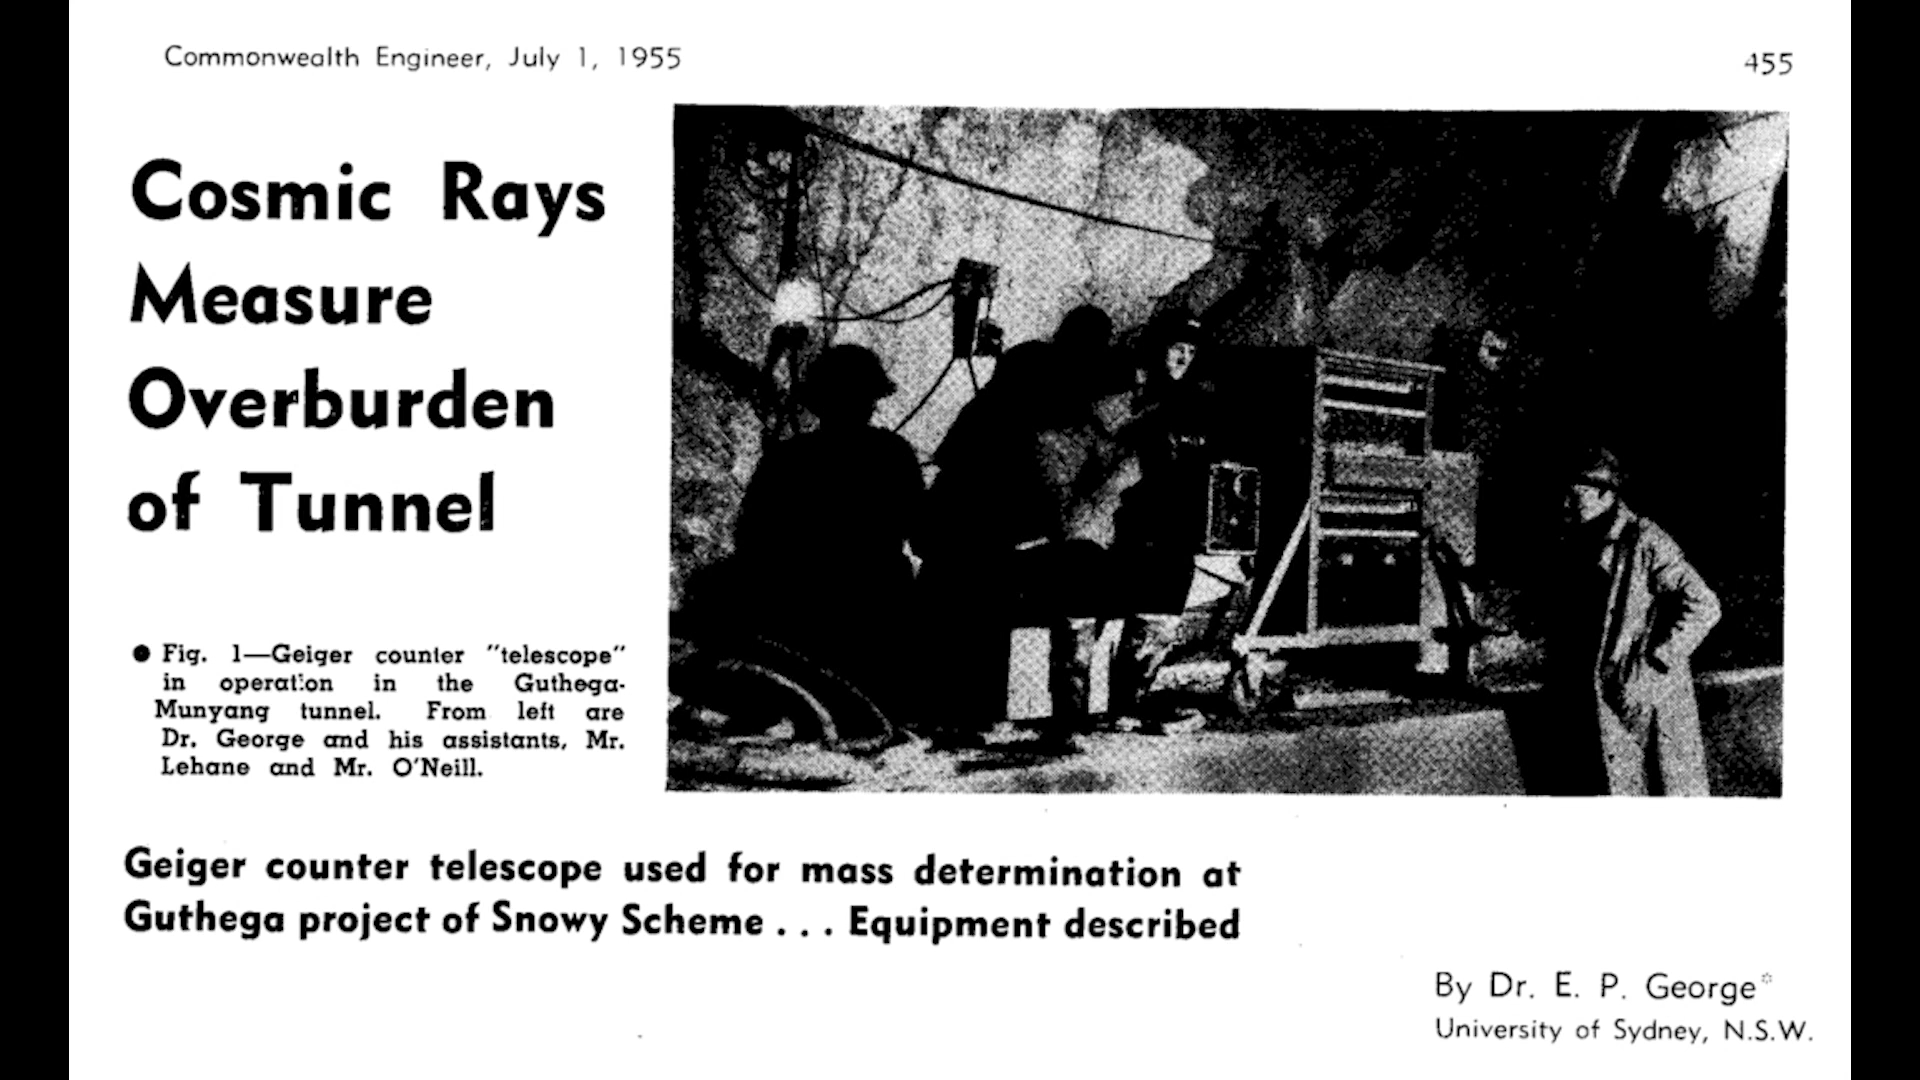 Commonwealth Engineer, July 1, 1955
455
Cosmic Rays
Measure
Overburden
of Tunnel
● Fig. 1—Geiger counter "telescope"
in operation in the Guthega-
Munyang tunnel. From left are
Dr. George and his assistants, Mr.
Lehane and Mr. O'Neill.
Geiger counter telescope used for mass determination at
Guthega project of Snowy Scheme . . . Equipment described
By Dr. E. P. George*
University of Sydney, N.S.W.